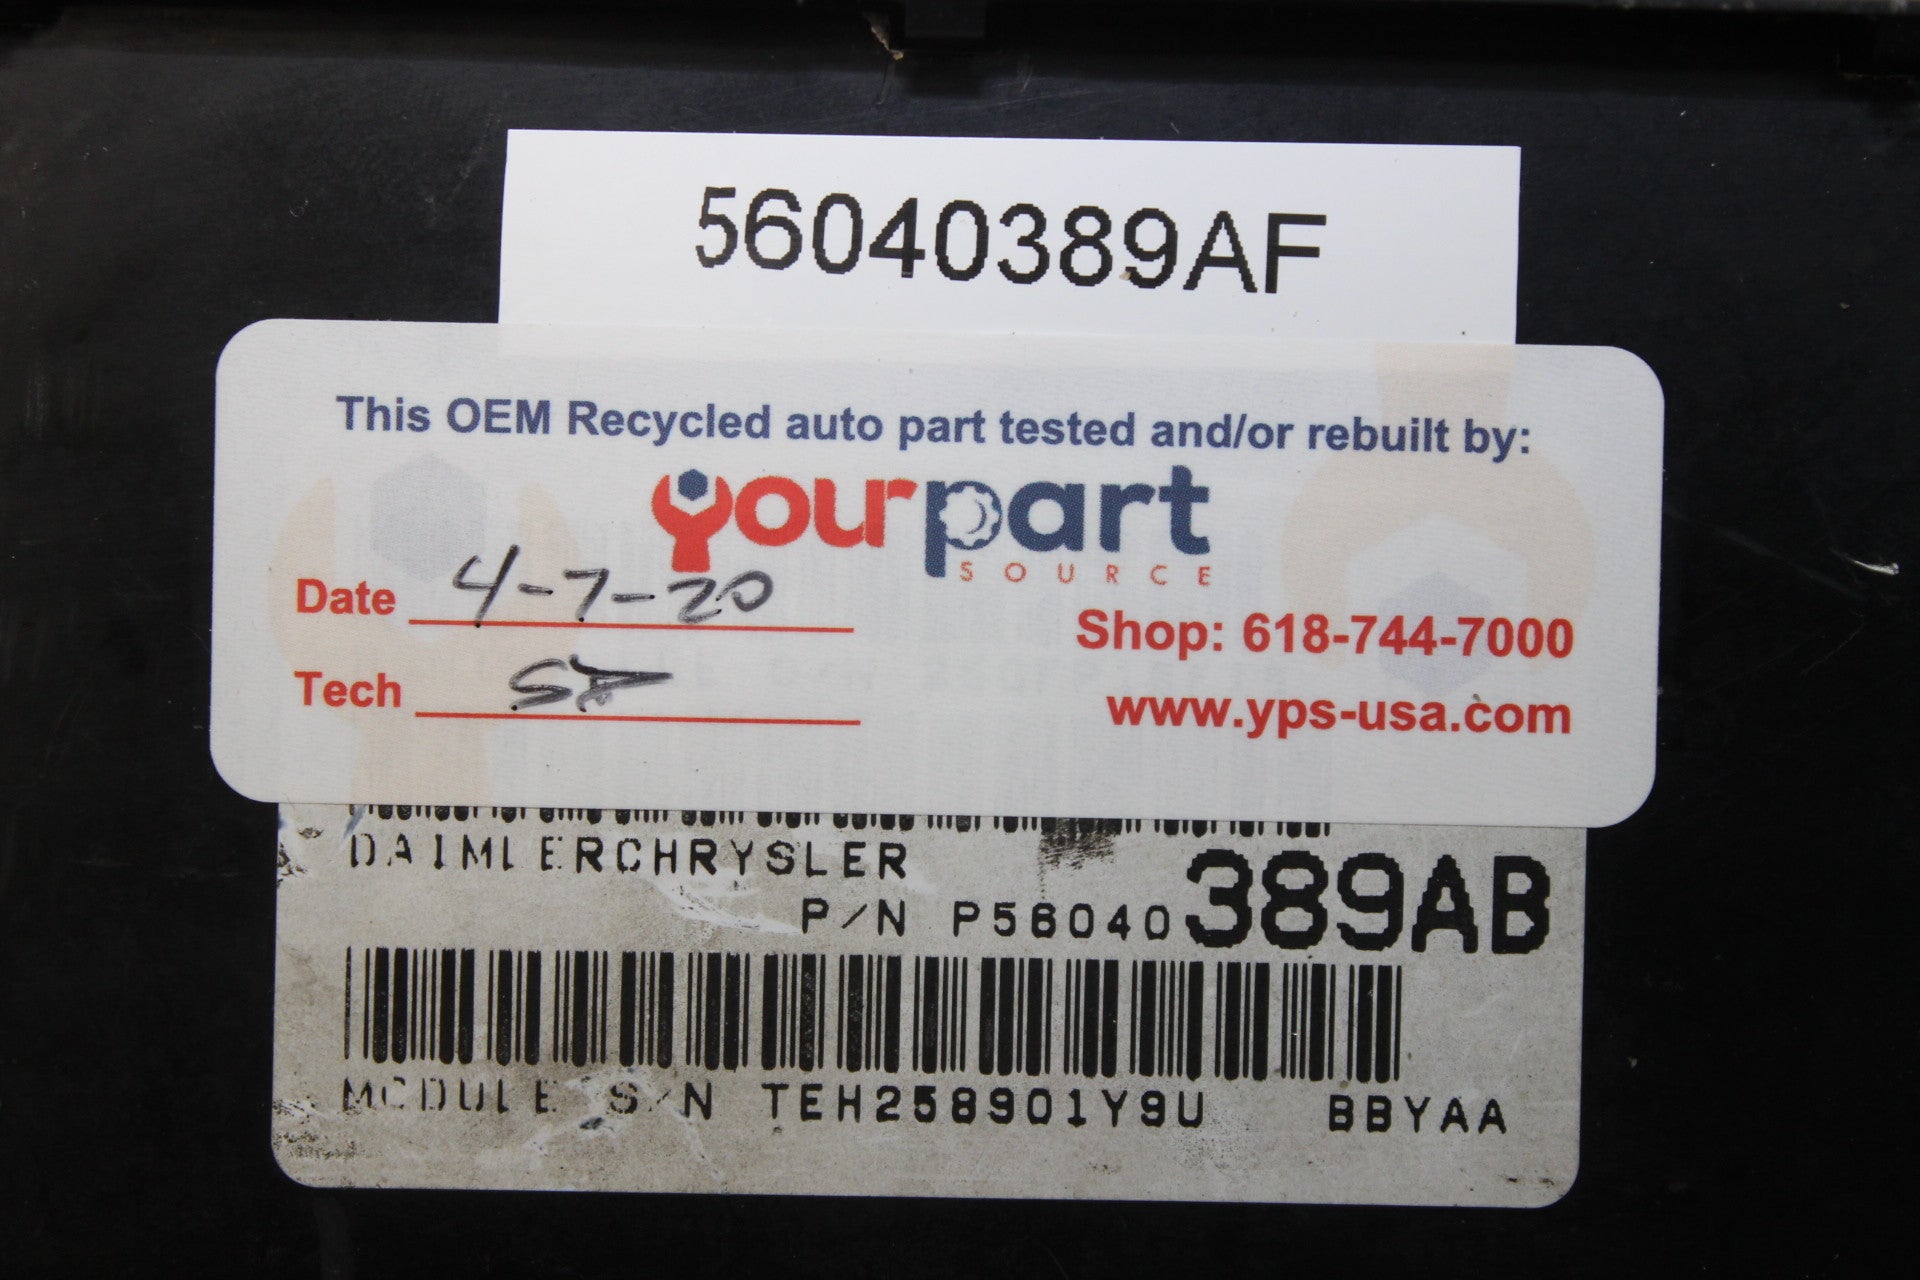 56040389AF
This OEM Recycled auto part tested and/or rebuilt by:
yourpart
SOURCE
Date 4-7-20
Shop: 618-744-7000
Tech
www.yps-usa.com
DAIMLERCHRYSLER
P/N P56040389AB
MODULE S/N TEH258901Y9U BBYAA